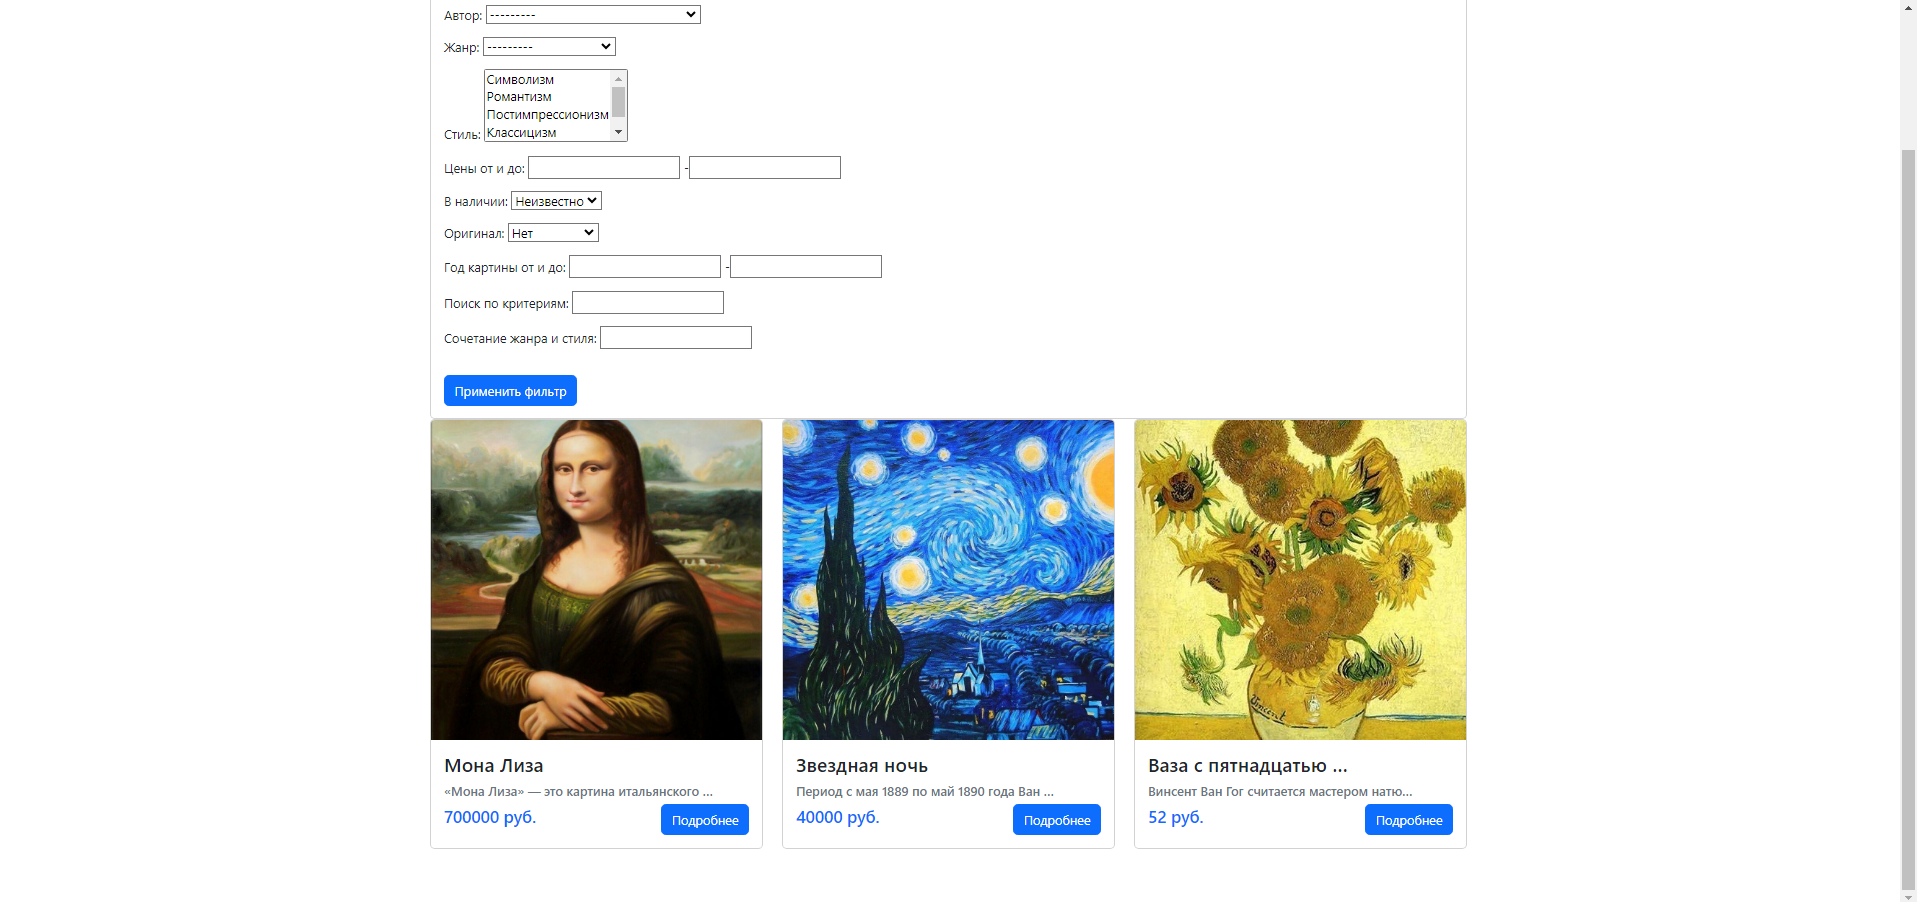 Автор: ---------
Жанр: ---------
Символизм
Романтизм
Постимпрессионизм
Стиль: Классицизм
Цены от и до: -
В наличии: Неизвестно
Оригинал: Нет
Год картины от и до: -
Поиск по критериям:
Сочетание жанра и стиля:
Применить фильтр
Vincent
Мона Лиза
«Мона Лиза» — это картина итальянского ...
700000 руб. Подробнее
Звездная ночь
Период с мая 1889 по май 1890 года Ван ...
40000 руб. Подробнее
Ваза с пятнадцатью ...
Винсент Ван Гог считается мастером натю...
52 руб. Подробнее